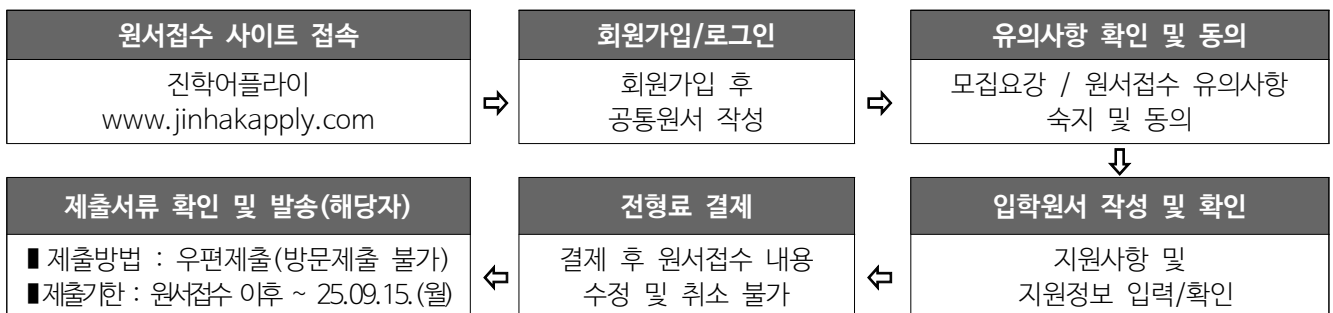 원서접수 사이트 접속
진학어플라이
www.jinhakapply.com
회원가입/로그인
회원가입 후
공통원서 작성
유의사항 확인 및 동의
모집요강 / 원서접수 유의사항
숙지 및 동의
입학원서 작성 및 확인
지원사항 및
지원정보 입력/확인
전형료 결제
결제 후 원서접수 내용
수정 및 취소 불가
제출서류 확인 및 발송(해당자)
▮제출방법 : 우편제출(방문제출 불가)
▮제출기한 : 원서접수 이후 ~ 25.09.15.(월)